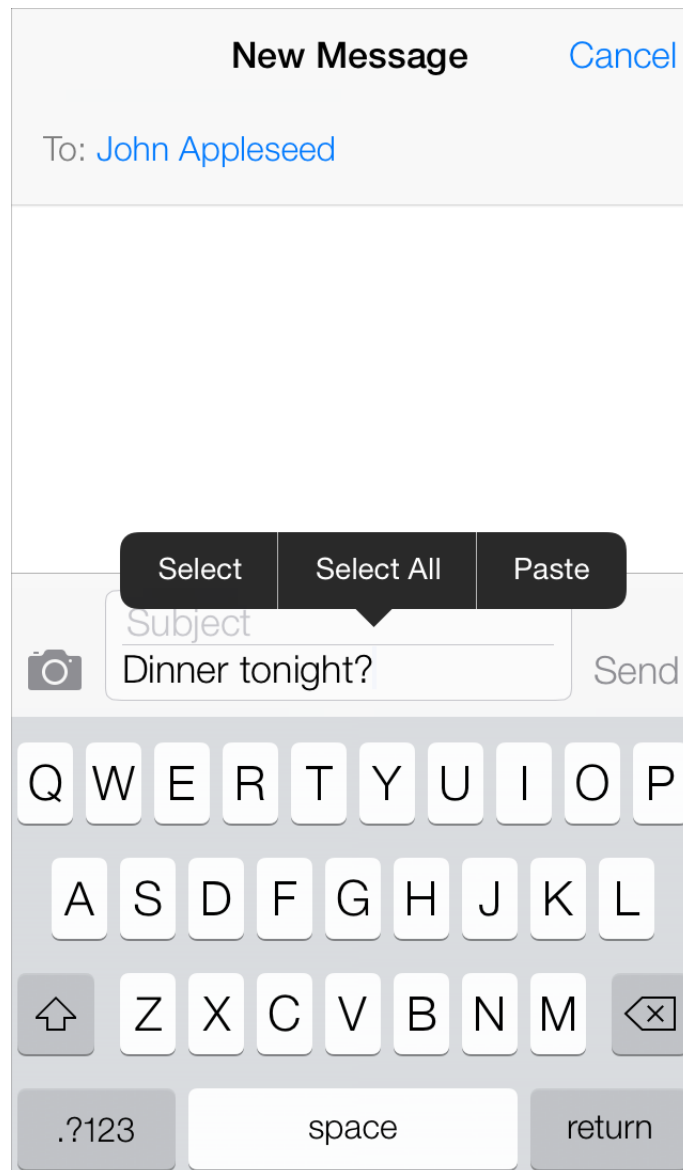 New Message Cancel
To: John Appleseed
Select Select All Paste
Subject
Dinner tonight?
Send
Q W E R T Y U I O P
A S D F G H J K L
Z X C V B N M
.?123 space return